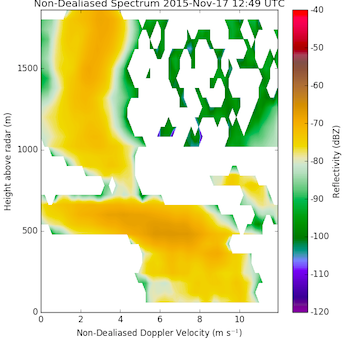 Non-Dealiased Spectrum 2015-Nov-17 12:49 UTC
Height above radar (m)
1500
1000
500
0
0 2 4 6 8 10
Non-Dealiased Doppler Velocity (m s⁻¹)
-40
-50
-60
-70
-80
-90
-100
-110
-120
Reflectivity (dBZ)